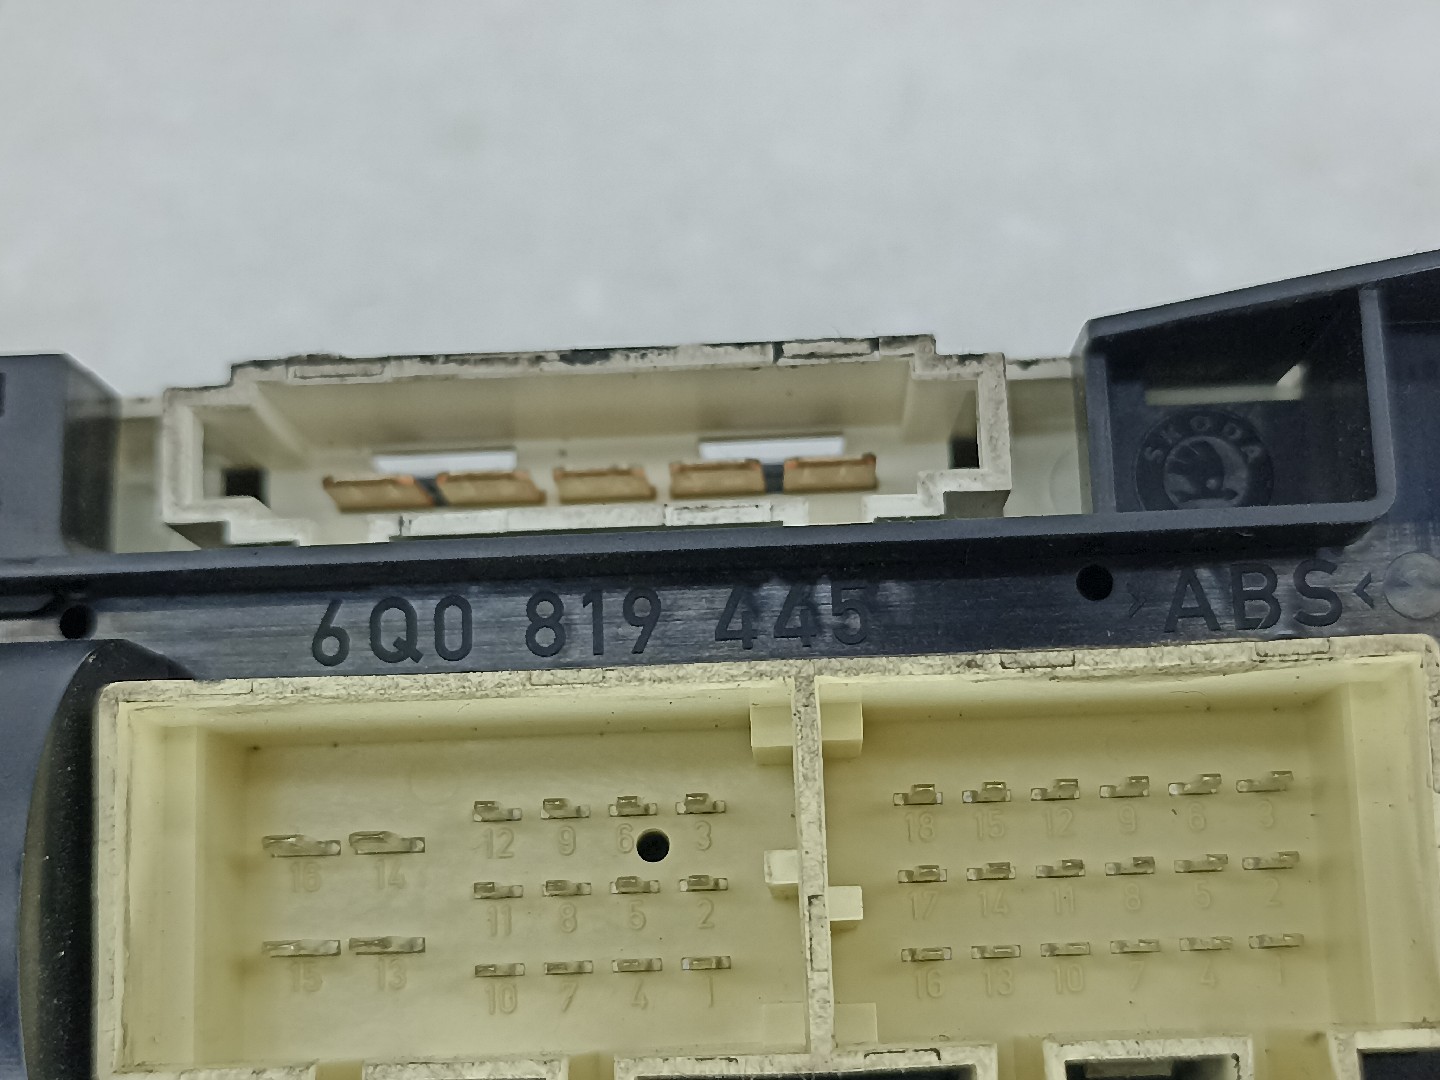 SKODA
6Q0 819 445 >ABS<
12 9 6 3
16 14
11 8 5 2
15 13
10 7 4 1
18 15 12 9 6 3
17 14 11 8 5 2
16 13 10 7 4 1